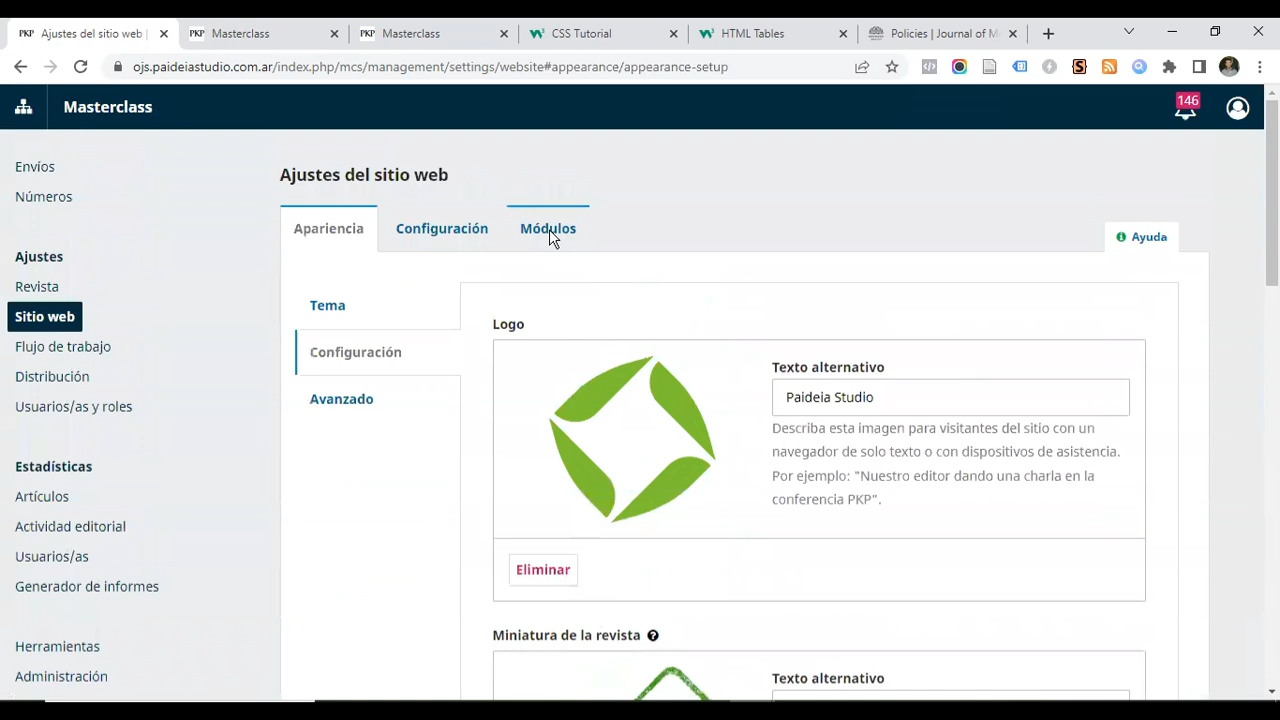 PKP Ajustes del sitio web |
PKP Masterclass
PKP Masterclass
CSS Tutorial
HTML Tables
Policies | Journal of M
ojs.paideiastudio.com.ar/index.php/mcs/management/settings/website#appearance/appearance-setup
Masterclass
146
Envíos
Números
Ajustes
Revista
Sitio web
Flujo de trabajo
Distribución
Usuarios/as y roles
Estadísticas
Artículos
Actividad editorial
Usuarios/as
Generador de informes
Herramientas
Administración
Ajustes del sitio web
Apariencia
Configuración
Módulos
Ayuda
Tema
Configuración
Avanzado
Logo
Texto alternativo
Paideia Studio
Describa esta imagen para visitantes del sitio con un
navegador de solo texto o con dispositivos de asistencia.
Por ejemplo: "Nuestro editor dando una charla en la
conferencia PKP".
Eliminar
Miniatura de la revista
Texto alternativo